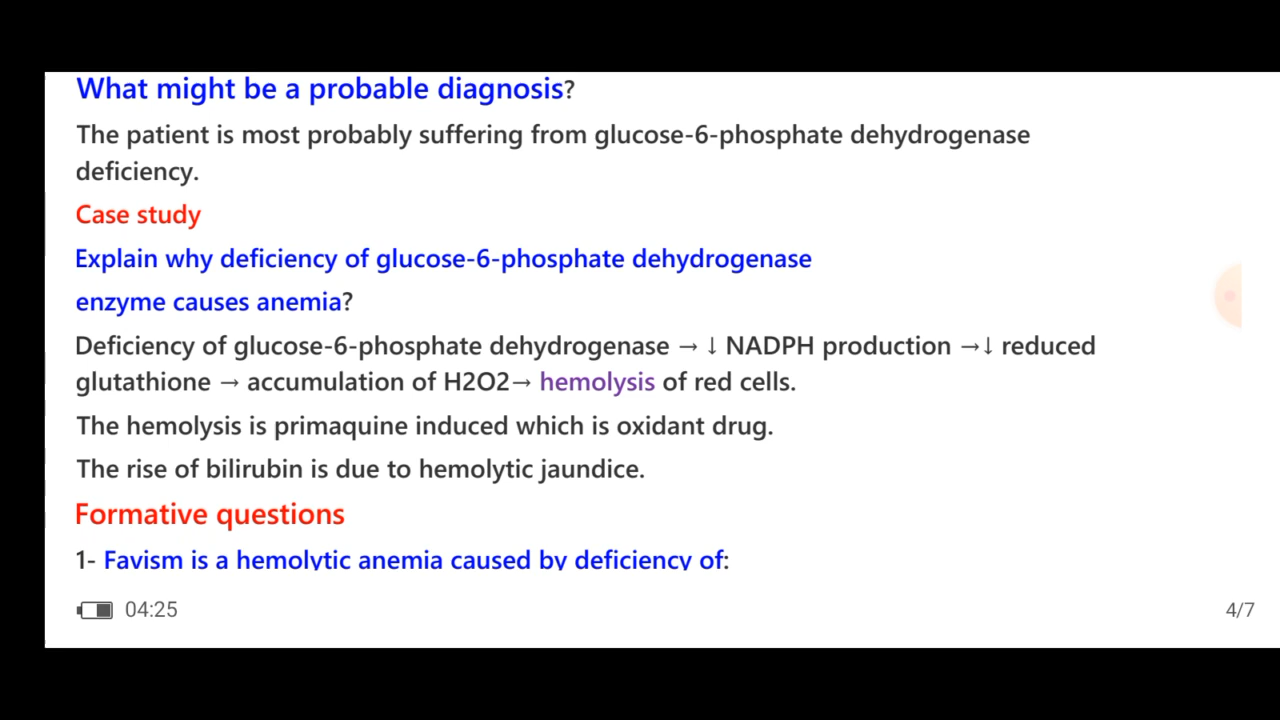 What might be a probable diagnosis?
The patient is most probably suffering from glucose-6-phosphate dehydrogenase
deficiency.
Case study
Explain why deficiency of glucose-6-phosphate dehydrogenase
enzyme causes anemia?
Deficiency of glucose-6-phosphate dehydrogenase → ↓ NADPH production →↓ reduced
glutathione → accumulation of H2O2→ hemolysis of red cells.
The hemolysis is primaquine induced which is oxidant drug.
The rise of bilirubin is due to hemolytic jaundice.
Formative questions
1- Favism is a hemolytic anemia caused by deficiency of:
04:25
4/7